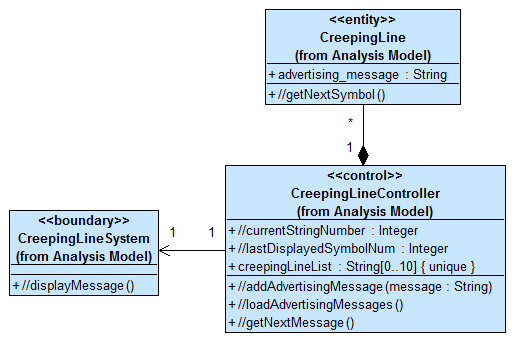 <<entity>>
CreepingLine
(from Analysis Model)
+ advertising_message : String
+ //getNextSymbol()
*
1
<<control>>
CreepingLineController
(from Analysis Model)
+ //currentStringNumber : Integer
+ //lastDisplayedSymbolNum : Integer
+ creepingLineList : String[0..10] { unique }
+ //addAdvertisingMessage(message : String)
+ //loadAdvertisingMessages()
+ //getNextMessage()
1 1
<<boundary>>
CreepingLineSystem
(from Analysis Model)
+ //displayMessage()